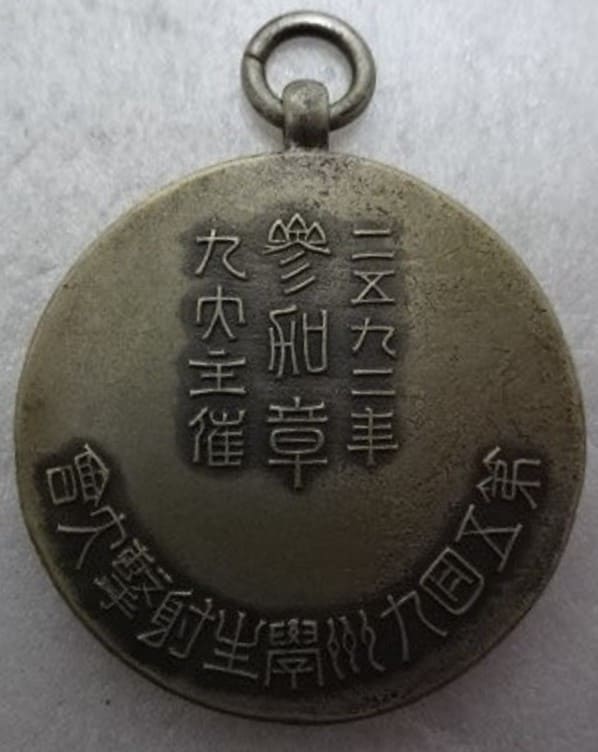 二五九二年
參加章
九大主催
第五回九州學生射擊大會